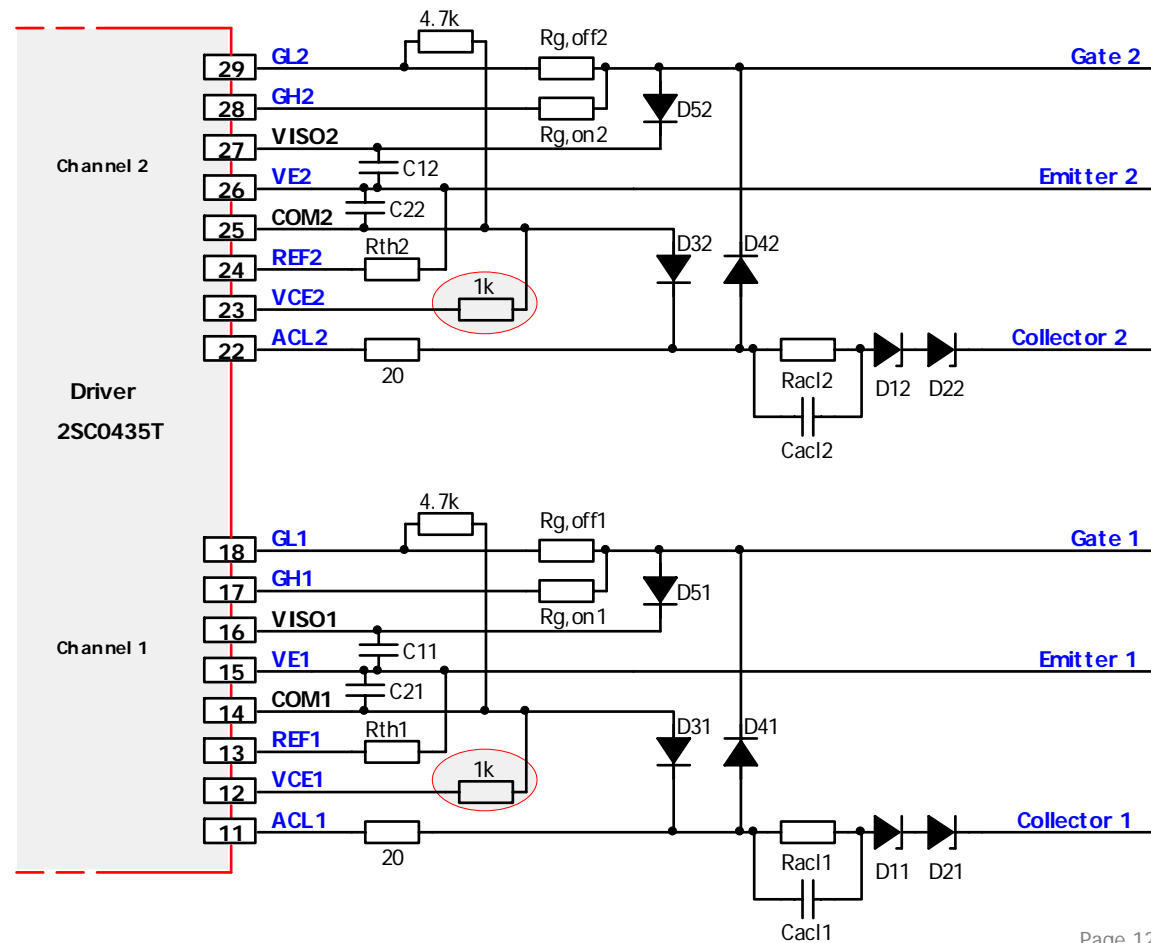 4.7k
Rg,off2
29 GL2 Gate 2
28 GH2
D52
Rg,on2
27 VISO2
Channel 2
C12
26 VE2 Emitter 2
C22
25 COM2
Rth2 D32 D42
24 REF2
1k
23 VCE2
22 ACL2 Collector 2
20
Racl2 D12 D22
Driver
2SC0435T
Cacl2
4.7k
Rg,off1
18 GL1 Gate 1
17 GH1
D51
Rg,on1
16 VISO1
Channel 1
C11
15 VE1 Emitter 1
C21
14 COM1
Rth1 D31 D41
13 REF1
1k
12 VCE1
11 ACL1 Collector 1
20
Racl1 D11 D21
Cacl1
Page 12